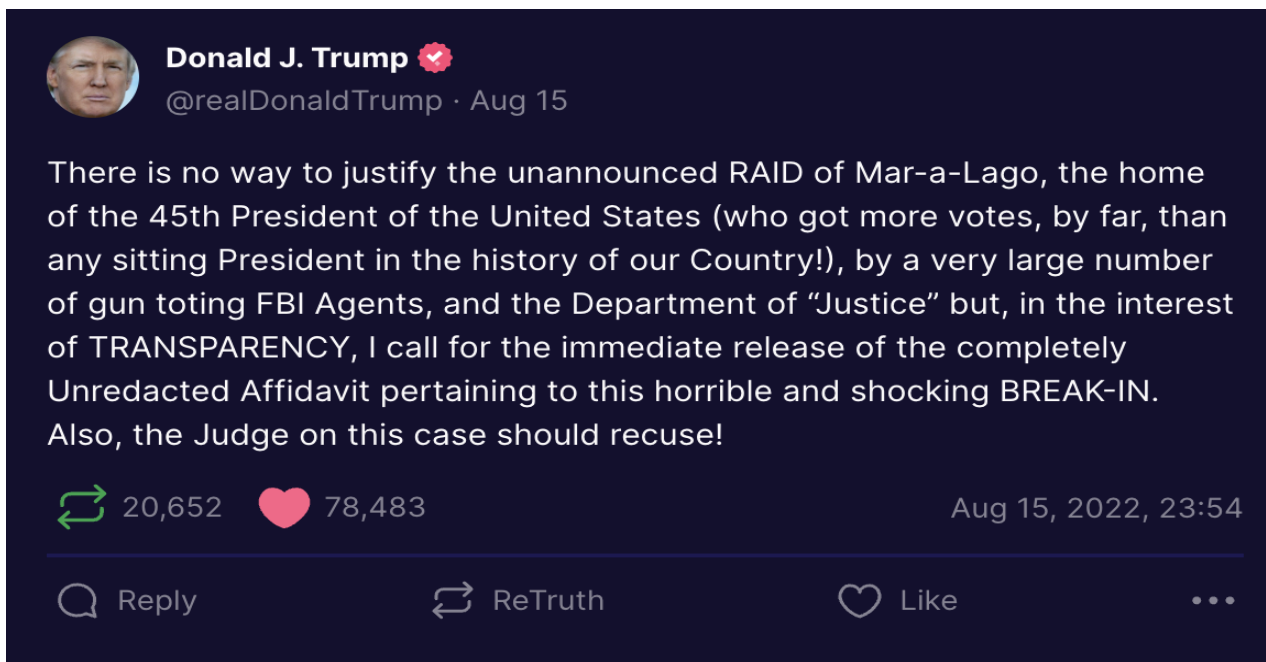 Donald J. Trump
@realDonaldTrump · Aug 15
There is no way to justify the unannounced RAID of Mar-a-Lago, the home
of the 45th President of the United States (who got more votes, by far, than
any sitting President in the history of our Country!), by a very large number
of gun toting FBI Agents, and the Department of “Justice” but, in the interest
of TRANSPARENCY, I call for the immediate release of the completely
Unredacted Affidavit pertaining to this horrible and shocking BREAK-IN.
Also, the Judge on this case should recuse!
20,652 78,483 Aug 15, 2022, 23:54
Reply ReTruth Like